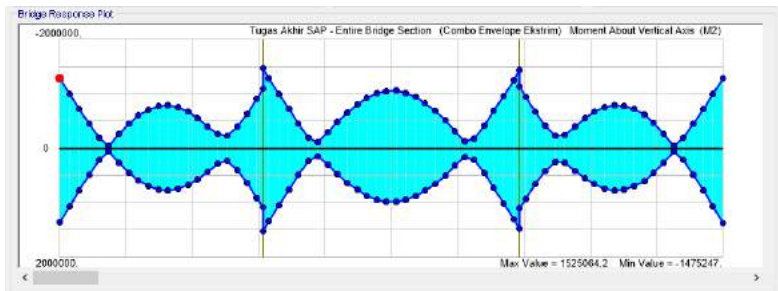 Bridge Response Plot
-2000000, Tugas Akhir SAP - Entire Bridge Section (Combo Envelope Ekstrim) Moment About Vertical Axis (M2)
0
2000000, Max Value = 1525064.2 Min Value = -1475247,